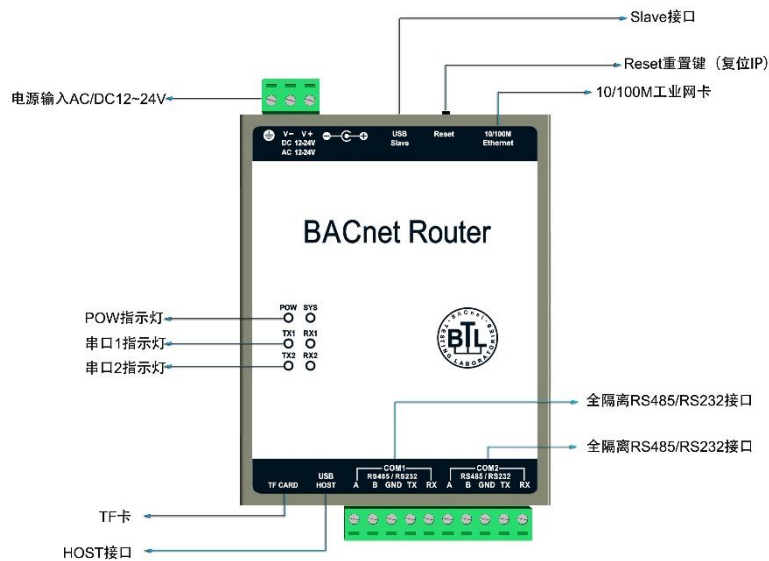 Slave接口
Reset重置键（复位IP）
电源输入AC/DC12~24V
10/100M工业网卡
V− V+
DC 12-24V
AC 12-24V
USB
Slave
Reset
10/100M
Ethernet
BACnet Router
POW SYS
POW指示灯
TX1 RX1
串口1指示灯
TX2 RX2
串口2指示灯
BACnet
BTL
TESTING LABORATORIES
全隔离RS485/RS232接口
全隔离RS485/RS232接口
TF CARD
USB
HOST
COM1
RS485 / RS232
A B GND TX RX
COM2
RS485 / RS232
A B GND TX RX
TF卡
HOST接口